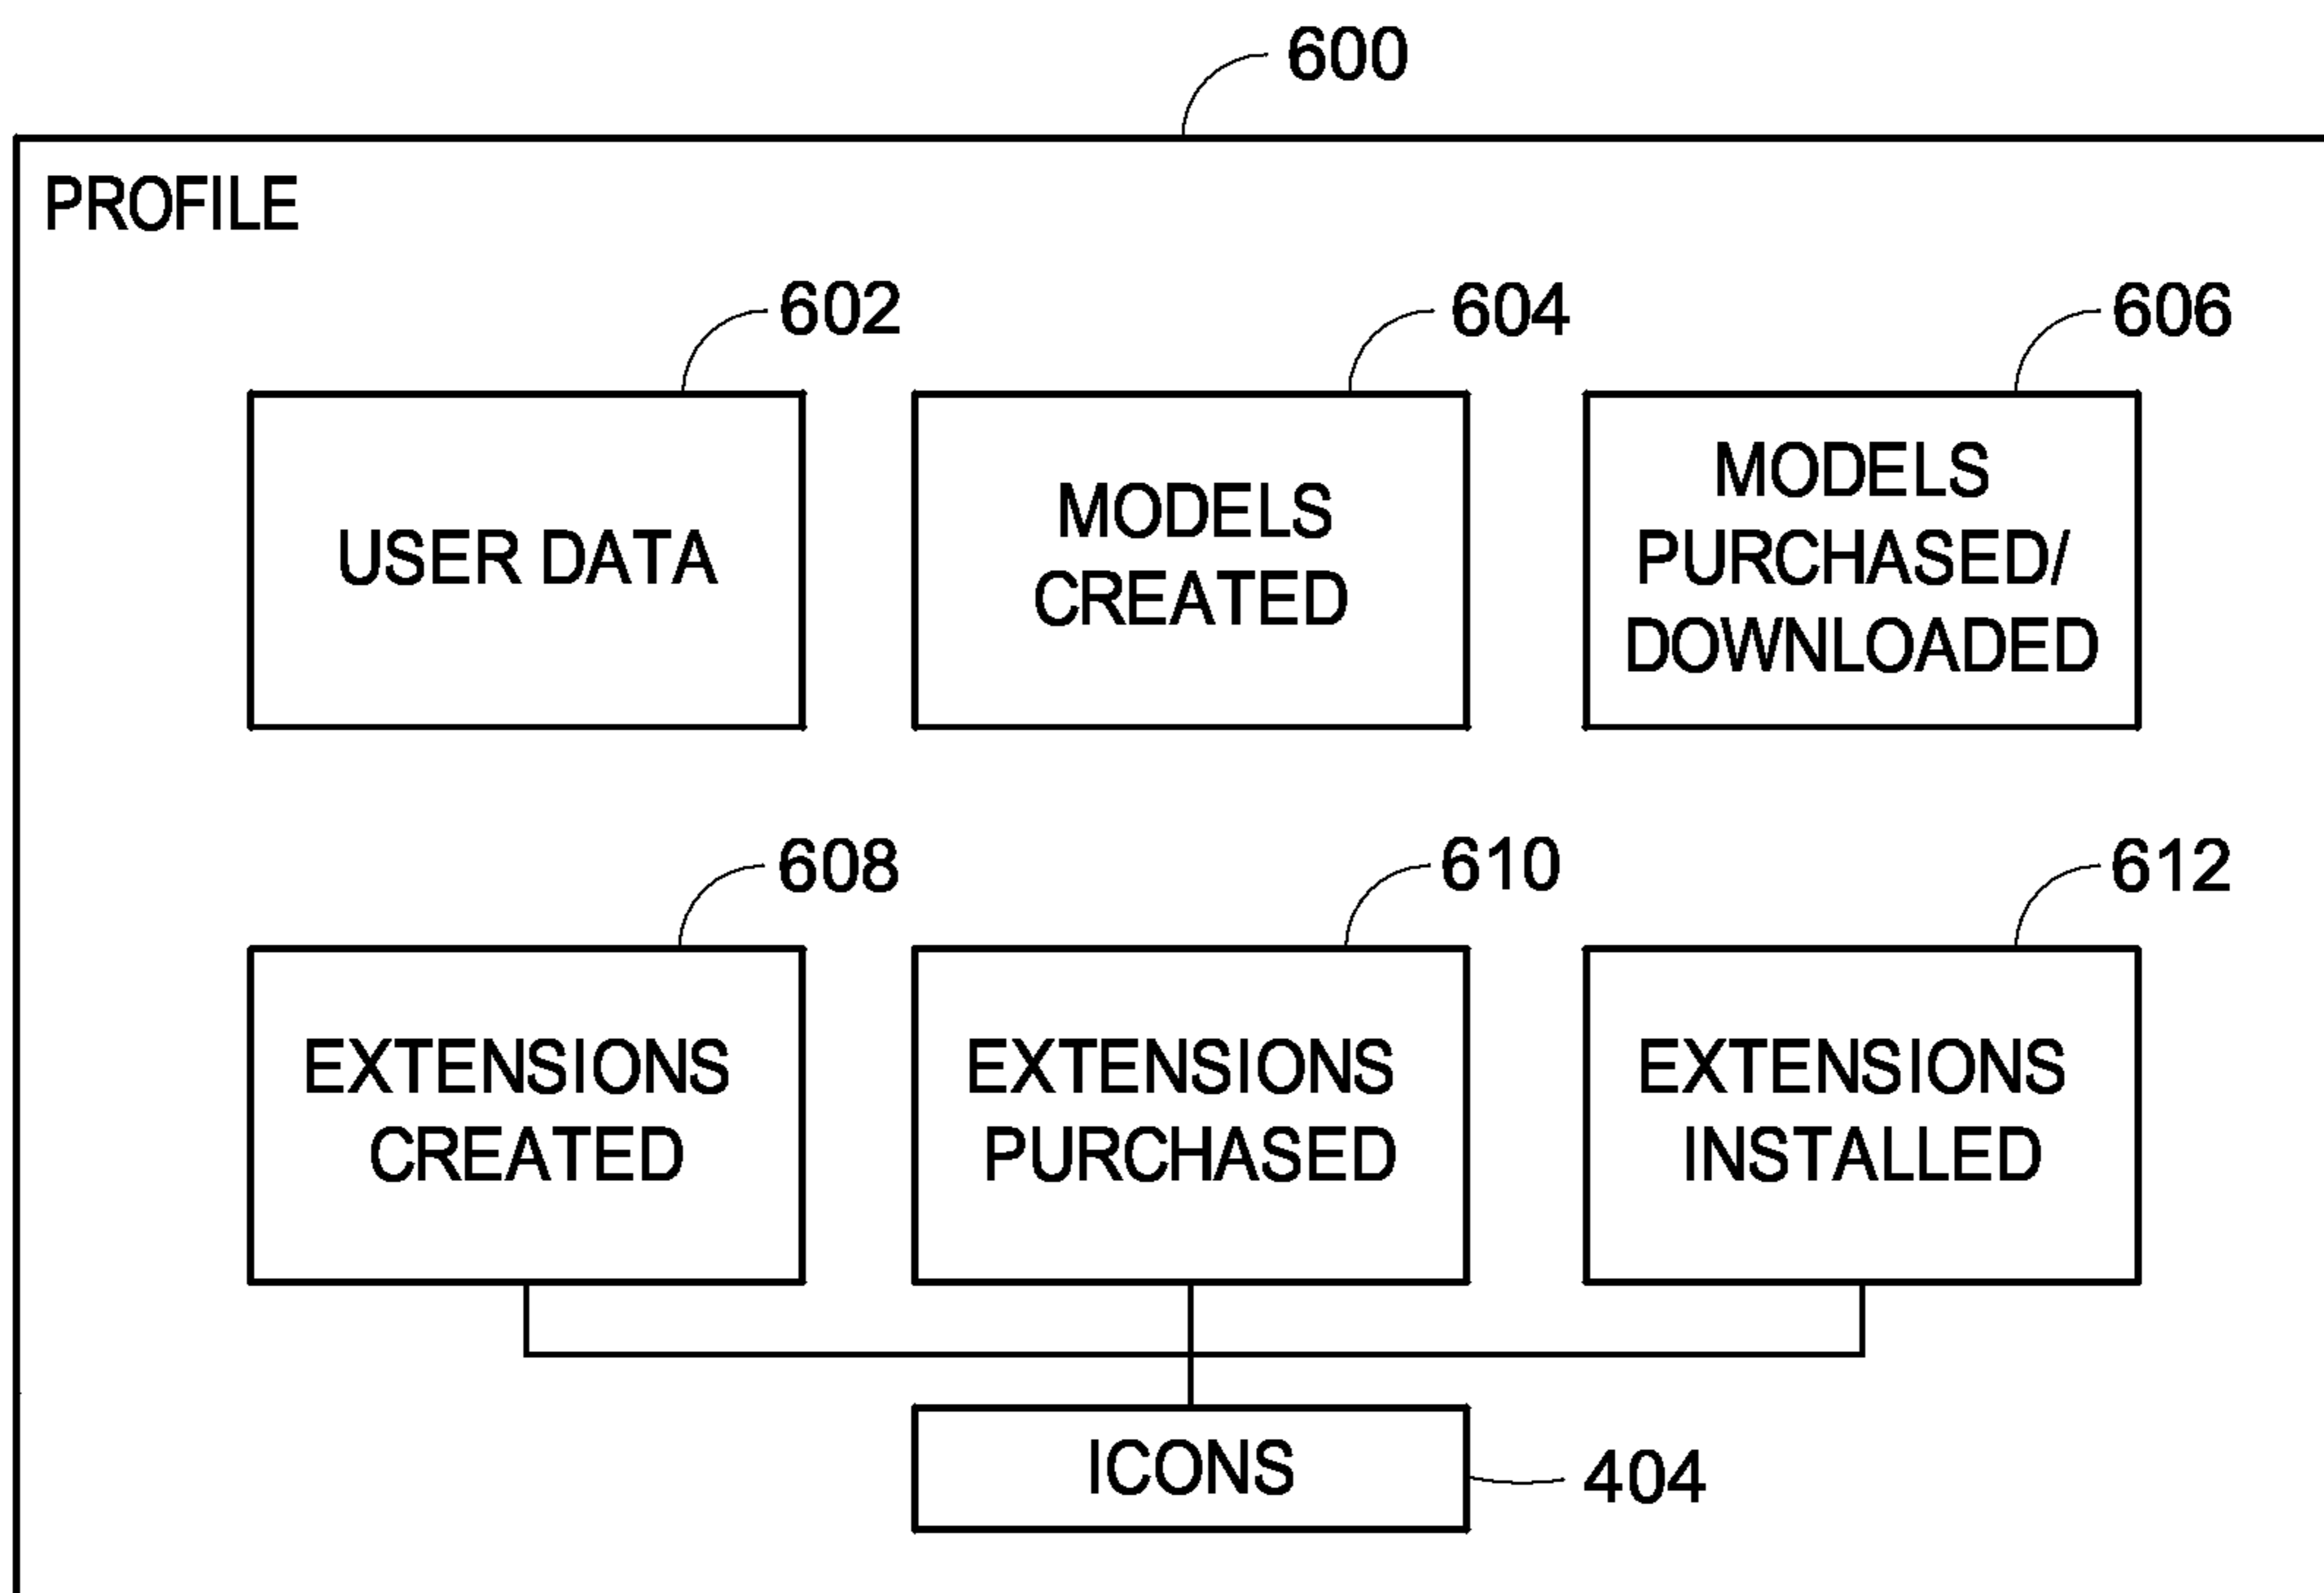 600
PROFILE
602
604
606
USER DATA
MODELS
CREATED
MODELS
PURCHASED/
DOWNLOADED
608
610
612
EXTENSIONS
CREATED
EXTENSIONS
PURCHASED
EXTENSIONS
INSTALLED
ICONS
404